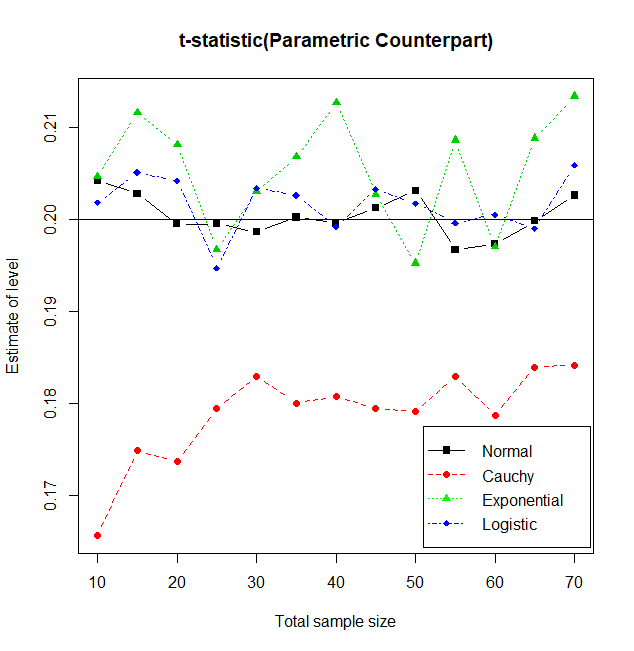 t-statistic(Parametric Counterpart)
Estimate of level
0.21
0.20
0.19
0.18
0.17
10 20 30 40 50 60 70
Total sample size
Normal
Cauchy
Exponential
Logistic